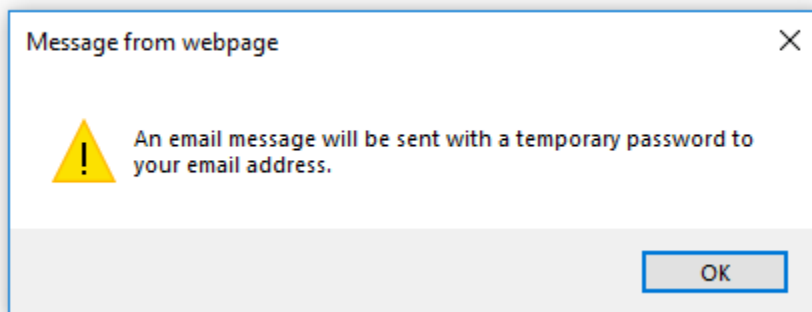 Message from webpage
An email message will be sent with a temporary password to
your email address.
OK